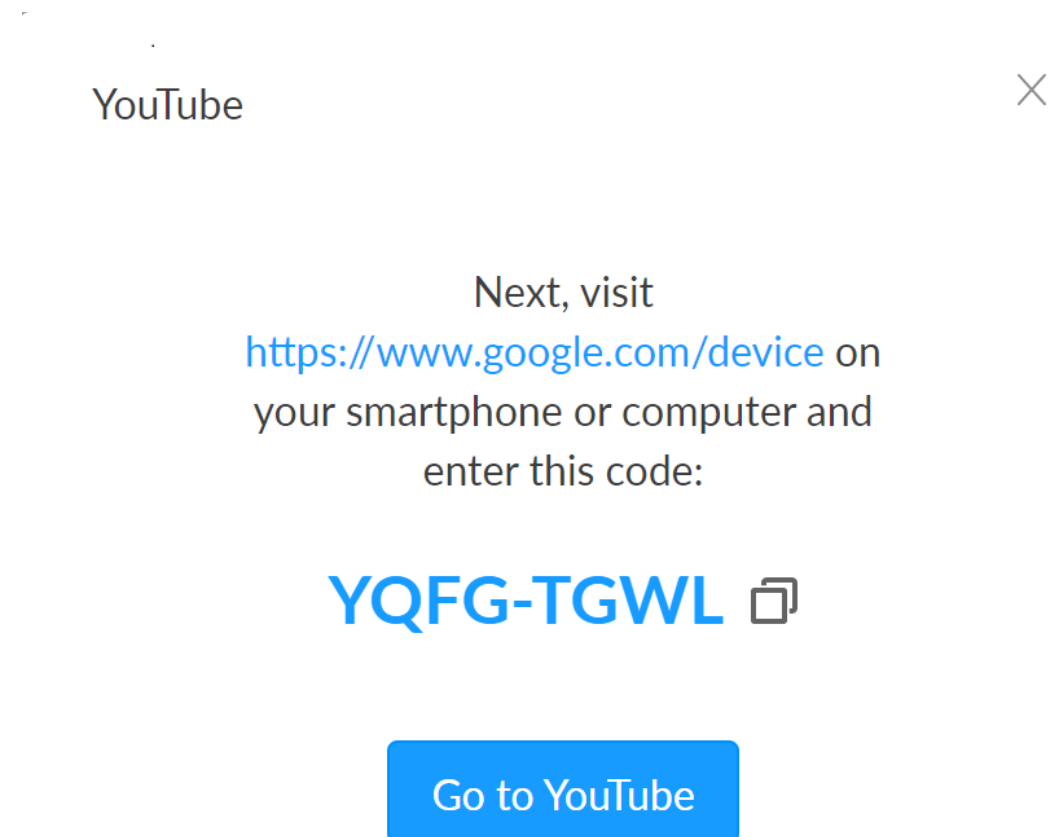 YouTube
Next, visit
https://www.google.com/device on
your smartphone or computer and
enter this code:
YQFG-TGWL
Go to YouTube